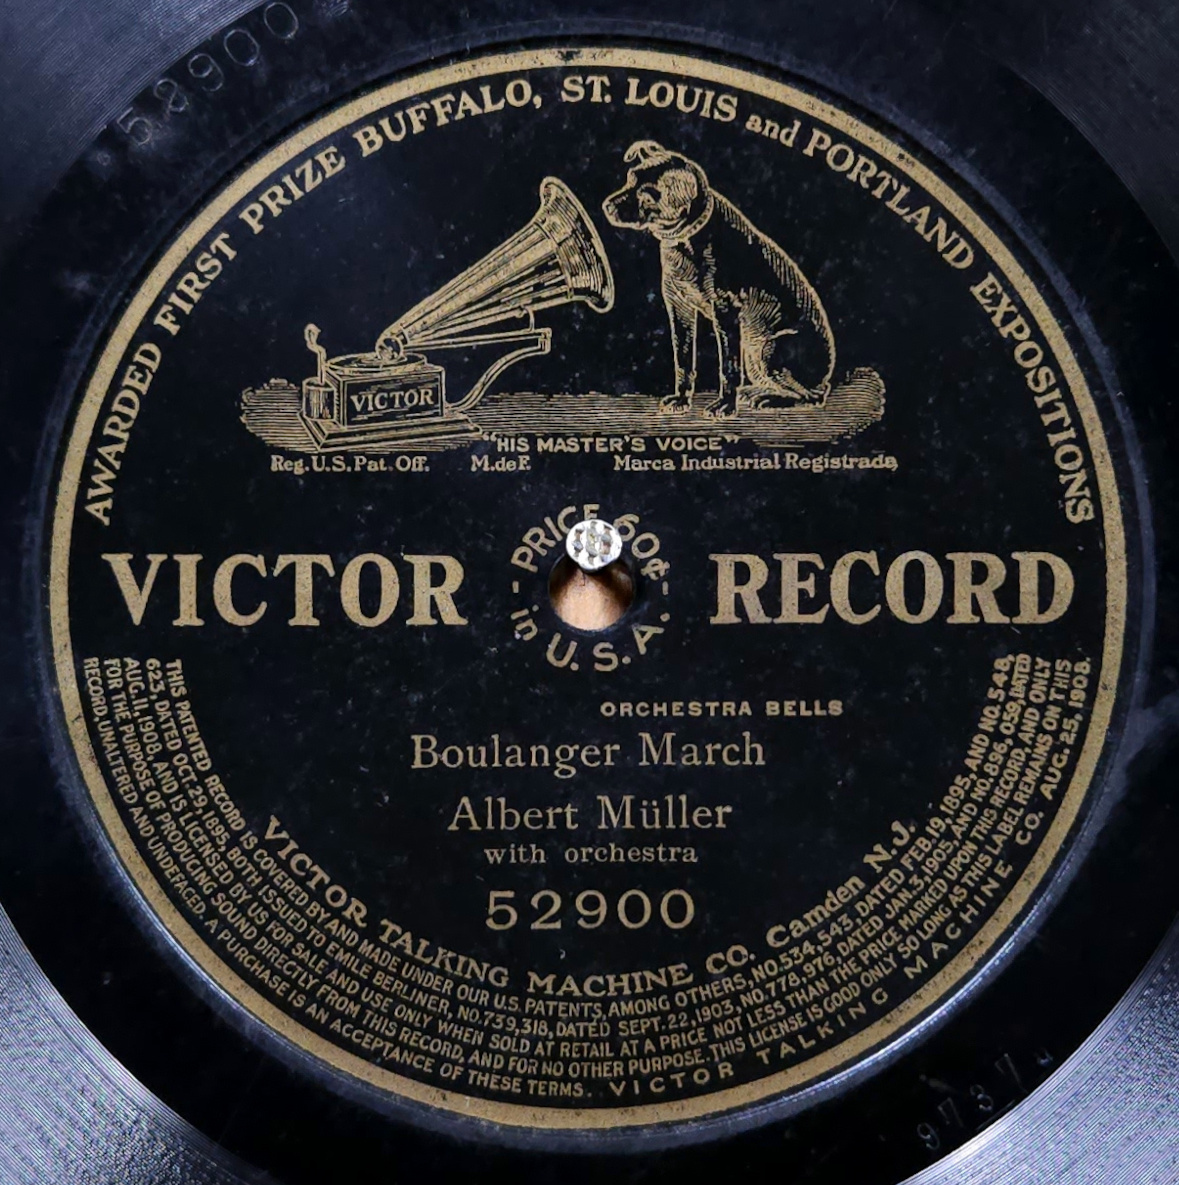 52900
AWARDED FIRST PRIZE BUFFALO, ST. LOUIS and PORTLAND EXPOSITIONS
VICTOR
"HIS MASTER'S VOICE"
Reg. U.S. Pat. Off. M. de F. Marca Industrial Registrada
- PRICE 60¢ -
in. U.S.A.
VICTOR RECORD
ORCHESTRA BELLS
Boulanger March
Albert Müller
with orchestra
52900
VICTOR TALKING MACHINE CO. Camden N.J.
THIS PATENTED RECORD IS COVERED BY AND MADE UNDER OUR U.S. PATENTS, AMONG OTHERS, NO. 534,543, DATED FEB. 19, 1895, AND NO. 548,
623, DATED OCT. 29, 1895, BOTH ISSUED TO EMILE BERLINER, NO. 739,318, DATED SEPT. 22, 1903, NO. 778,976, DATED JAN. 3, 1905, AND NO. 896,059, DATED
AUG. 11, 1908, AND IS LICENSED BY US FOR SALE AND USE ONLY WHEN SOLD AT RETAIL AT A PRICE NOT LESS THAN THE PRICE MARKED UPON THIS RECORD, AND ONLY
FOR THE PURPOSE OF PRODUCING SOUND DIRECTLY FROM THIS RECORD, AND FOR NO OTHER PURPOSE. THIS LICENSE IS GOOD ONLY SO LONG AS THIS LABEL REMAINS ON THIS
RECORD, UNALTERED AND UNDEFACED. A PURCHASE IS AN ACCEPTANCE OF THESE TERMS. VICTOR TALKING MACHINE CO. AUG. 25, 1908.